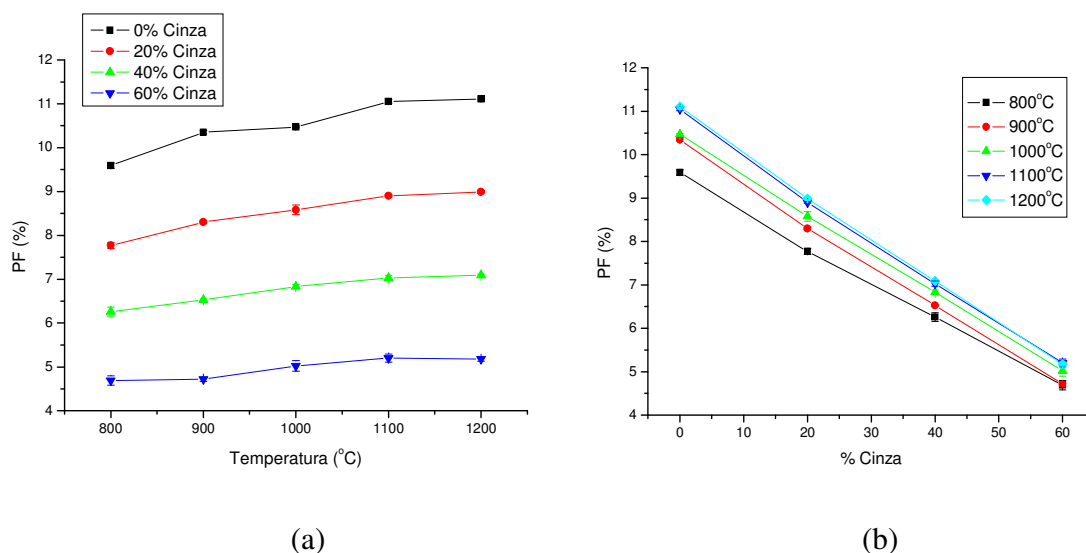 0% Cinza
20% Cinza
40% Cinza
60% Cinza
12
11
10
9
8
7
6
5
4
PF (%)
800 900 1000 1100 1200
Temperatura (°C)
(a)
12
11
10
9
8
7
6
5
4
PF (%)
800°C
900°C
1000°C
1100°C
1200°C
0 10 20 30 40 50 60
% Cinza
(b)